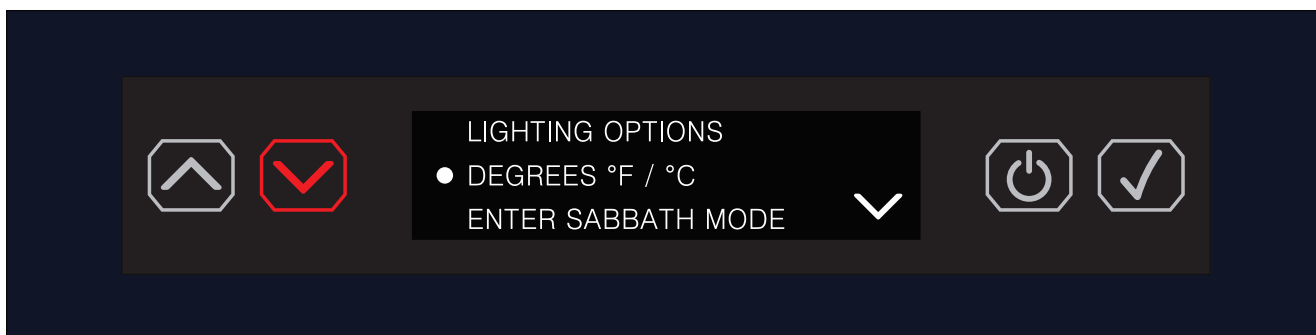 LIGHTING OPTIONS
DEGREES °F / °C
ENTER SABBATH MODE